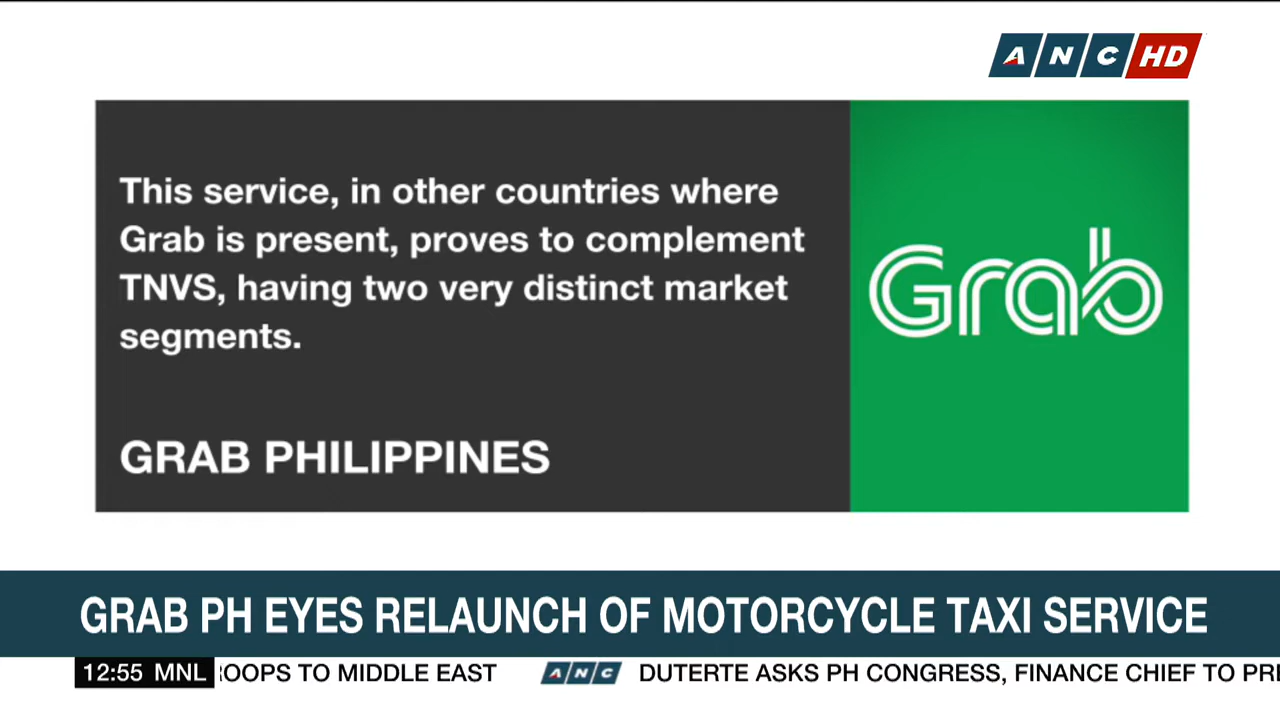 ANC HD
This service, in other countries where
Grab is present, proves to complement
TNVS, having two very distinct market
segments.
GRAB PHILIPPINES
Grab
GRAB PH EYES RELAUNCH OF MOTORCYCLE TAXI SERVICE
12:55 MNL ROOPS TO MIDDLE EAST ANC DUTERTE ASKS PH CONGRESS, FINANCE CHIEF TO